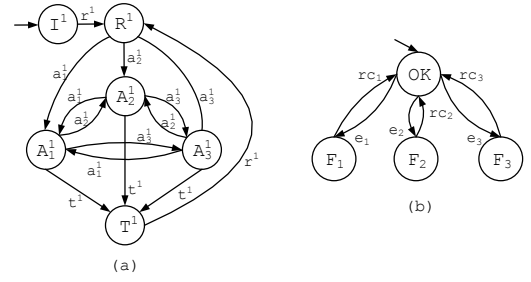 I¹ r¹ R¹
a¹₁ a¹₂ a¹₃
a¹₁ A¹₂ a¹₃
a¹₂ a¹₂
A¹₁ a¹₃ A¹₃
a¹₁
t¹ t¹ t¹ r¹
T¹
(a)
OK
rc₁ rc₃
rc₂
e₁ e₂ e₃
F₁ F₂ F₃
(b)